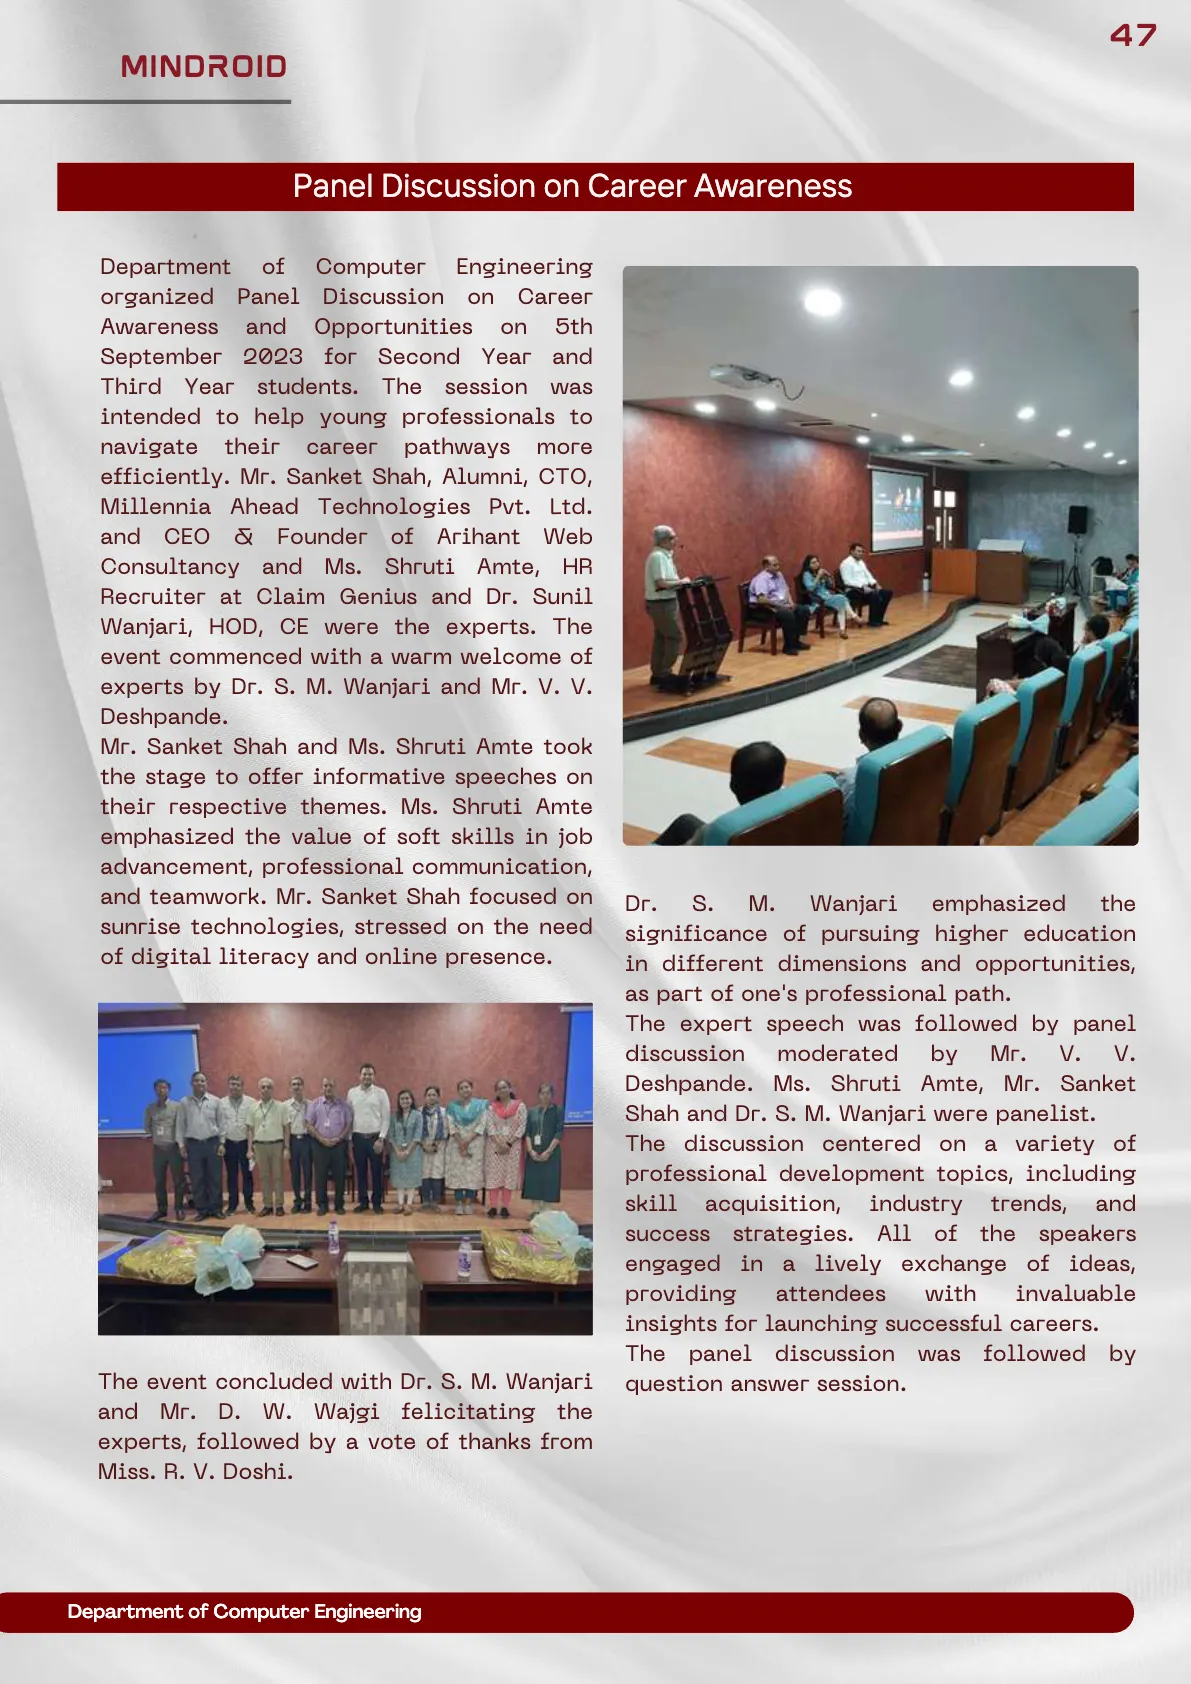 47
MINDROID
Panel Discussion on Career Awareness
Department of Computer Engineering
organized Panel Discussion on Career
Awareness and Opportunities on 5th
September 2023 for Second Year and
Third Year students. The session was
intended to help young professionals to
navigate their career pathways more
efficiently. Mr. Sanket Shah, Alumni, CTO,
Millennia Ahead Technologies Pvt. Ltd.
and CEO & Founder of Arihant Web
Consultancy and Ms. Shruti Amte, HR
Recruiter at Claim Genius and Dr. Sunil
Wanjari, HOD, CE were the experts. The
event commenced with a warm welcome of
experts by Dr. S. M. Wanjari and Mr. V. V.
Deshpande.
Mr. Sanket Shah and Ms. Shruti Amte took
the stage to offer informative speeches on
their respective themes. Ms. Shruti Amte
emphasized the value of soft skills in job
advancement, professional communication,
and teamwork. Mr. Sanket Shah focused on
sunrise technologies, stressed on the need
of digital literacy and online presence.
Dr. S. M. Wanjari emphasized the
significance of pursuing higher education
in different dimensions and opportunities,
as part of one's professional path.
The expert speech was followed by panel
discussion moderated by Mr. V. V.
Deshpande. Ms. Shruti Amte, Mr. Sanket
Shah and Dr. S. M. Wanjari were panelist.
The discussion centered on a variety of
professional development topics, including
skill acquisition, industry trends, and
success strategies. All of the speakers
engaged in a lively exchange of ideas,
providing attendees with invaluable
insights for launching successful careers.
The panel discussion was followed by
question answer session.
The event concluded with Dr. S. M. Wanjari
and Mr. D. W. Wajgi felicitating the
experts, followed by a vote of thanks from
Miss. R. V. Doshi.
Department of Computer Engineering